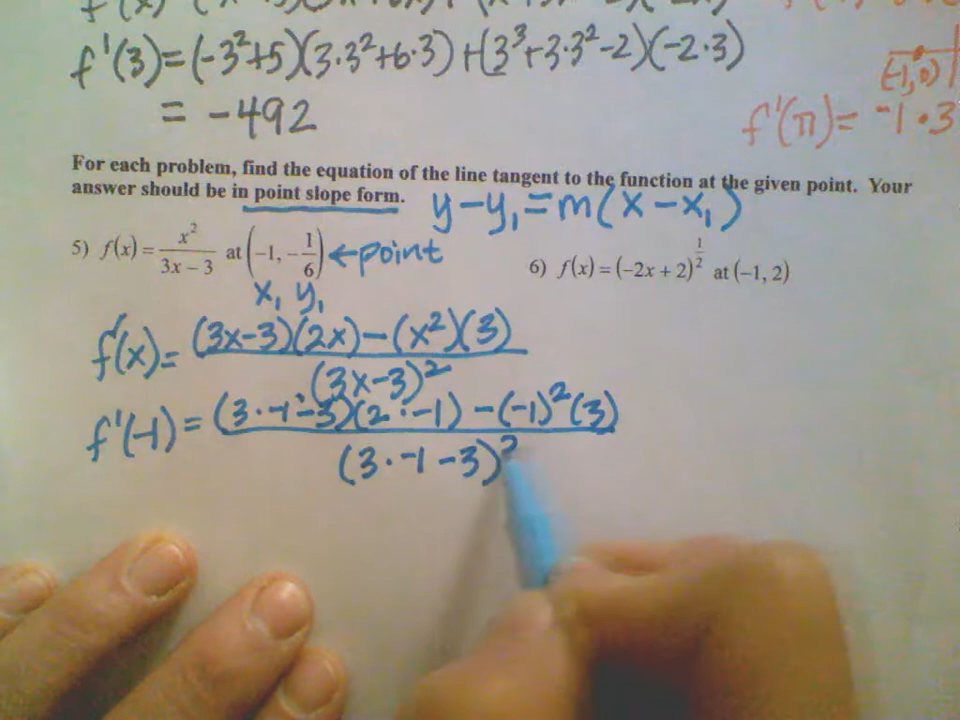 f'(3)=(-3²+5)(3·3²+6·3)+(3³+3·3²-2)(-2·3)
= -492
(-1,0)
f'(π)= -1·3
For each problem, find the equation of the line tangent to the function at the given point. Your
answer should be in point slope form. y-y₁=m(x-x₁)
5) f(x)= x²/(3x-3) at (-1, -1/6) ←point
x₁ y₁
6) f(x)=(-2x+2)^(1/2) at (-1, 2)
f'(x)= ((3x-3)(2x)-(x²)(3))/(3x-3)²
f'(-1)= ((3·-1-3)(2·-1)-(-1)²(3))/(3·-1-3)²